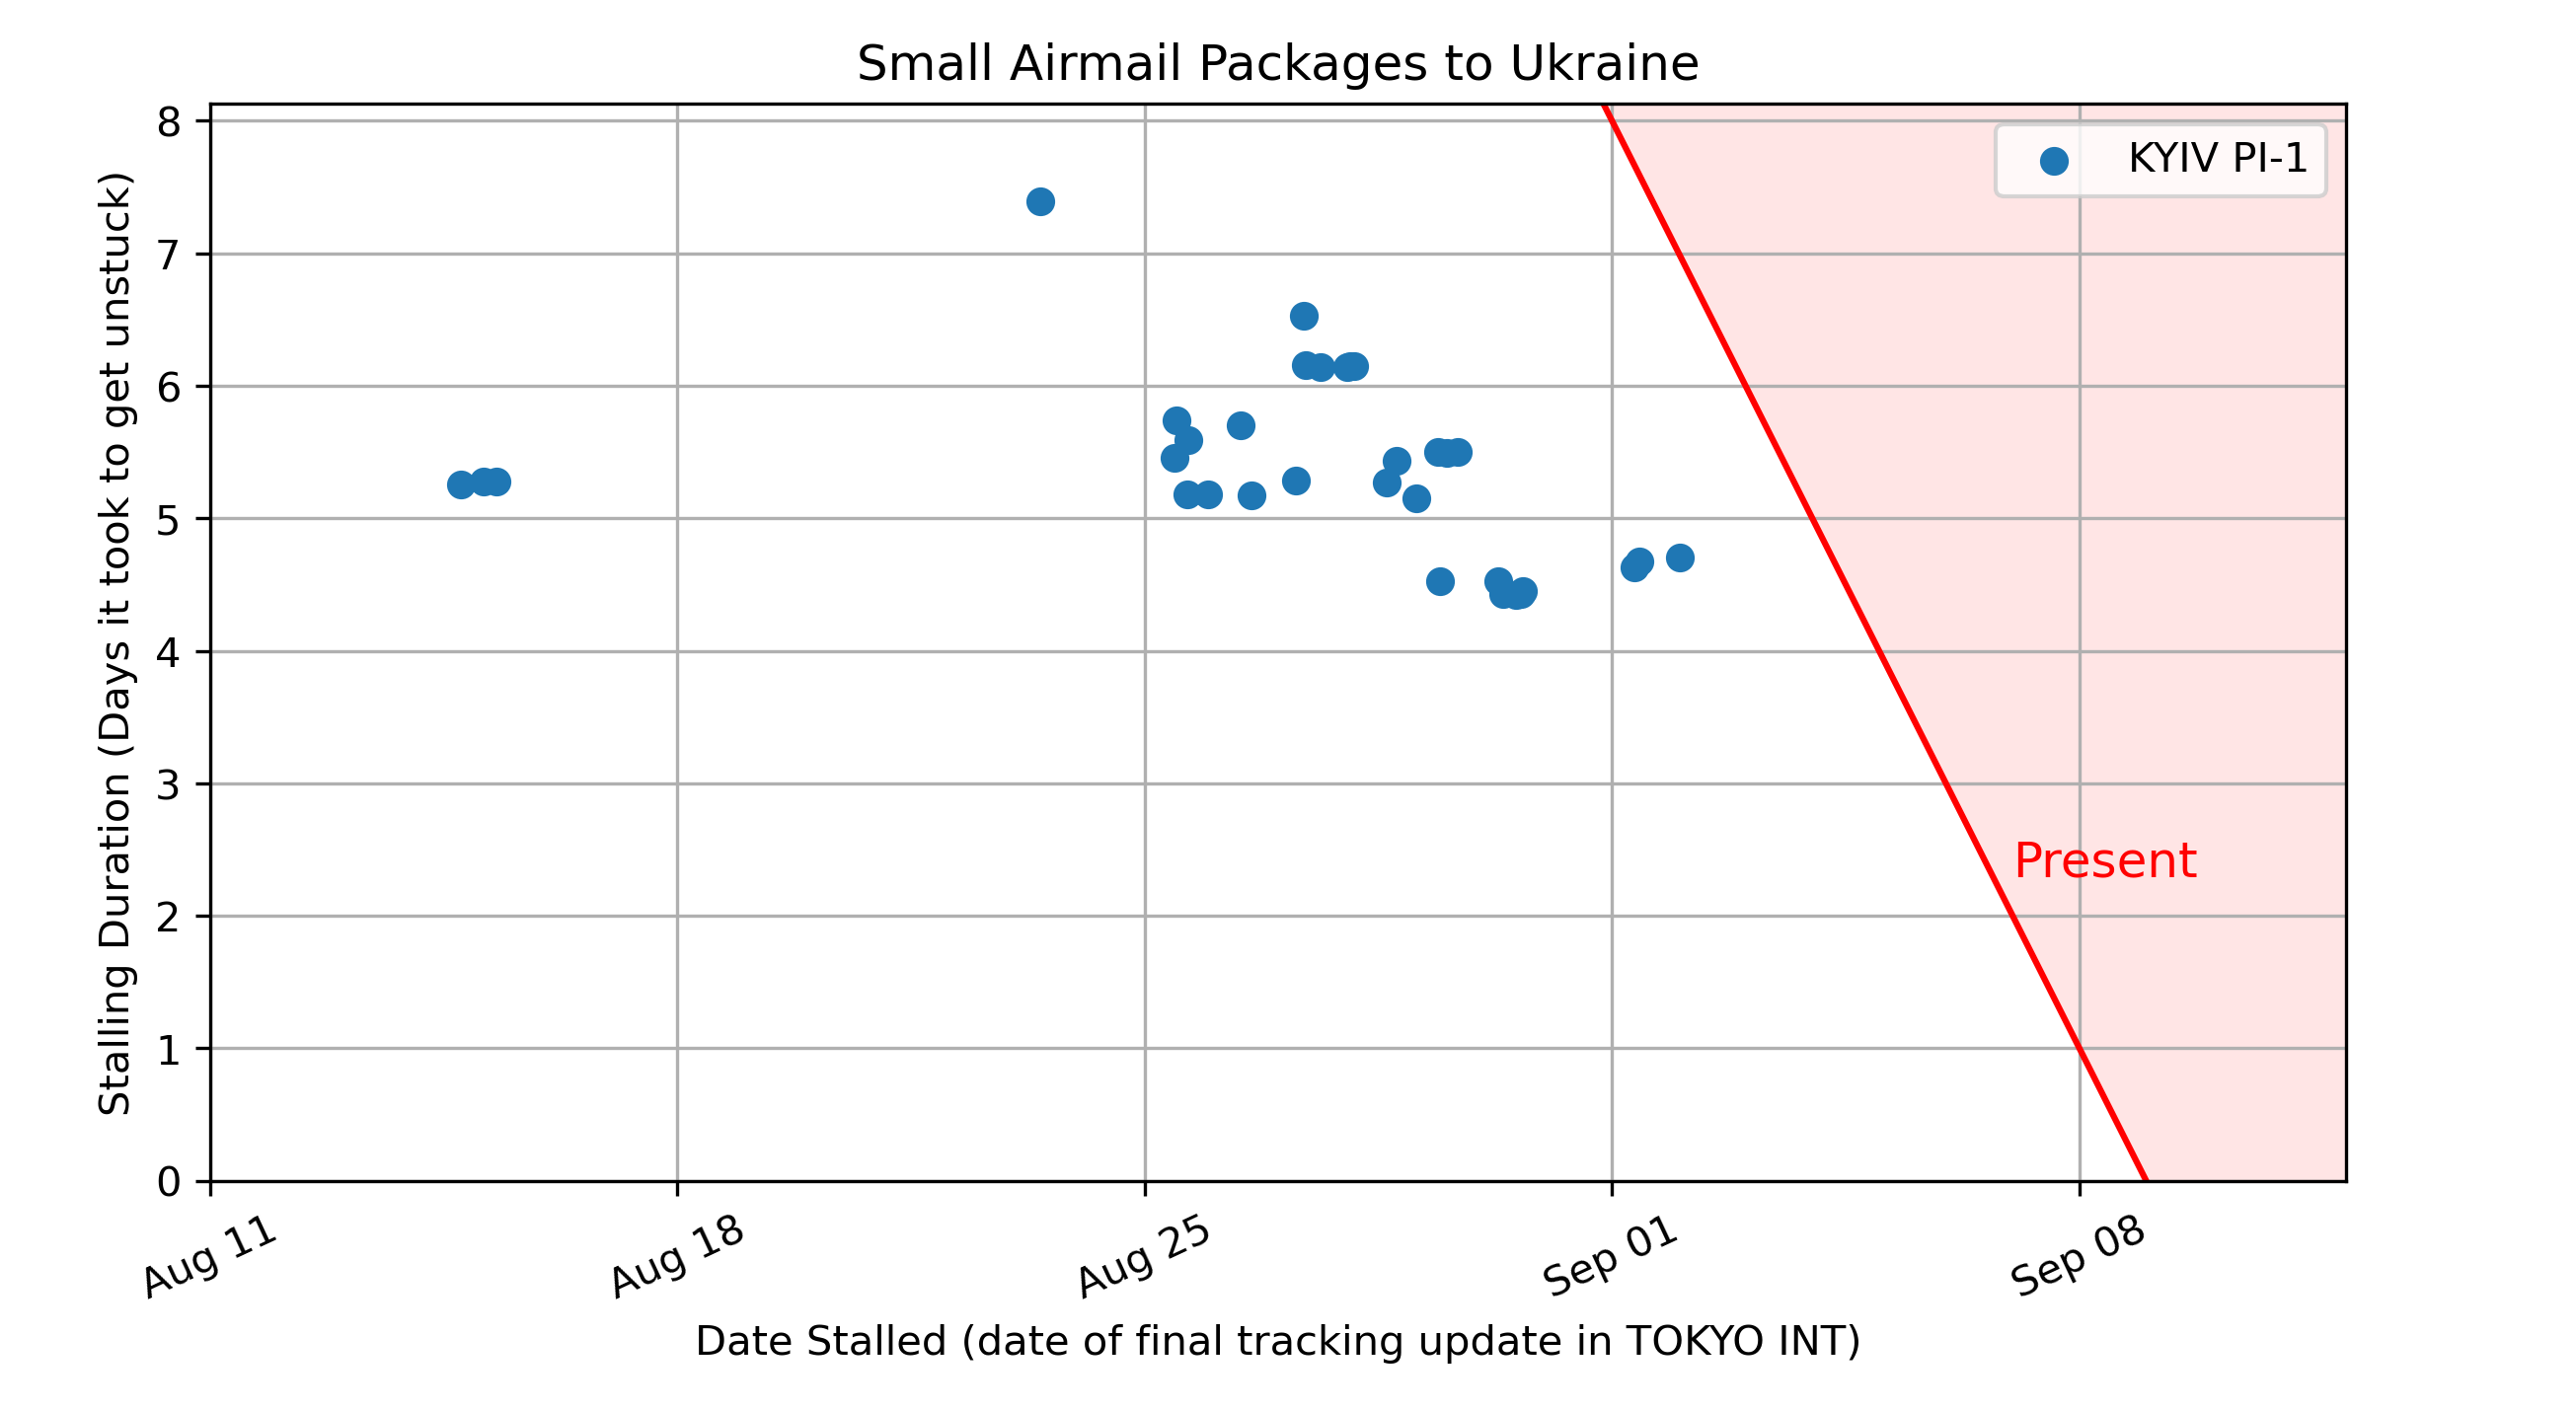 Small Airmail Packages to Ukraine
Stalling Duration (Days it took to get unstuck)
8
7
6
5
4
3
2
1
0
KYIV PI-1
Present
Aug 11
Aug 18
Aug 25
Sep 01
Sep 08
Date Stalled (date of final tracking update in TOKYO INT)